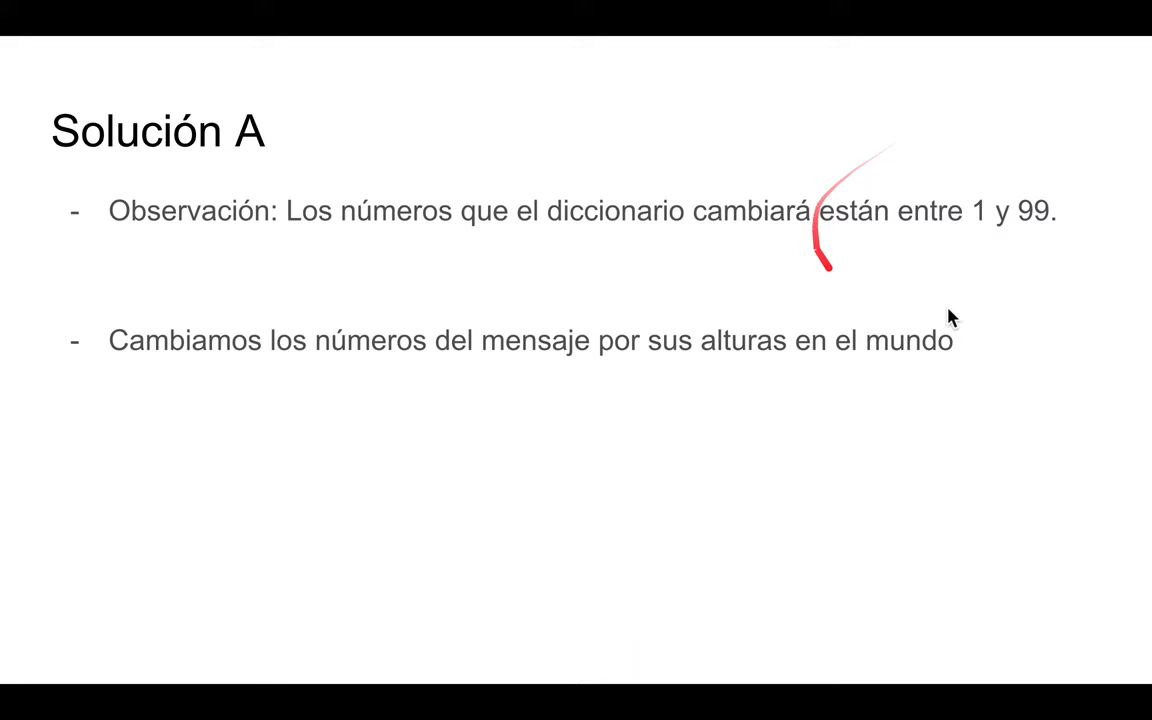 Solución A
- Observación: Los números que el diccionario cambiará están entre 1 y 99.
- Cambiamos los números del mensaje por sus alturas en el mundo